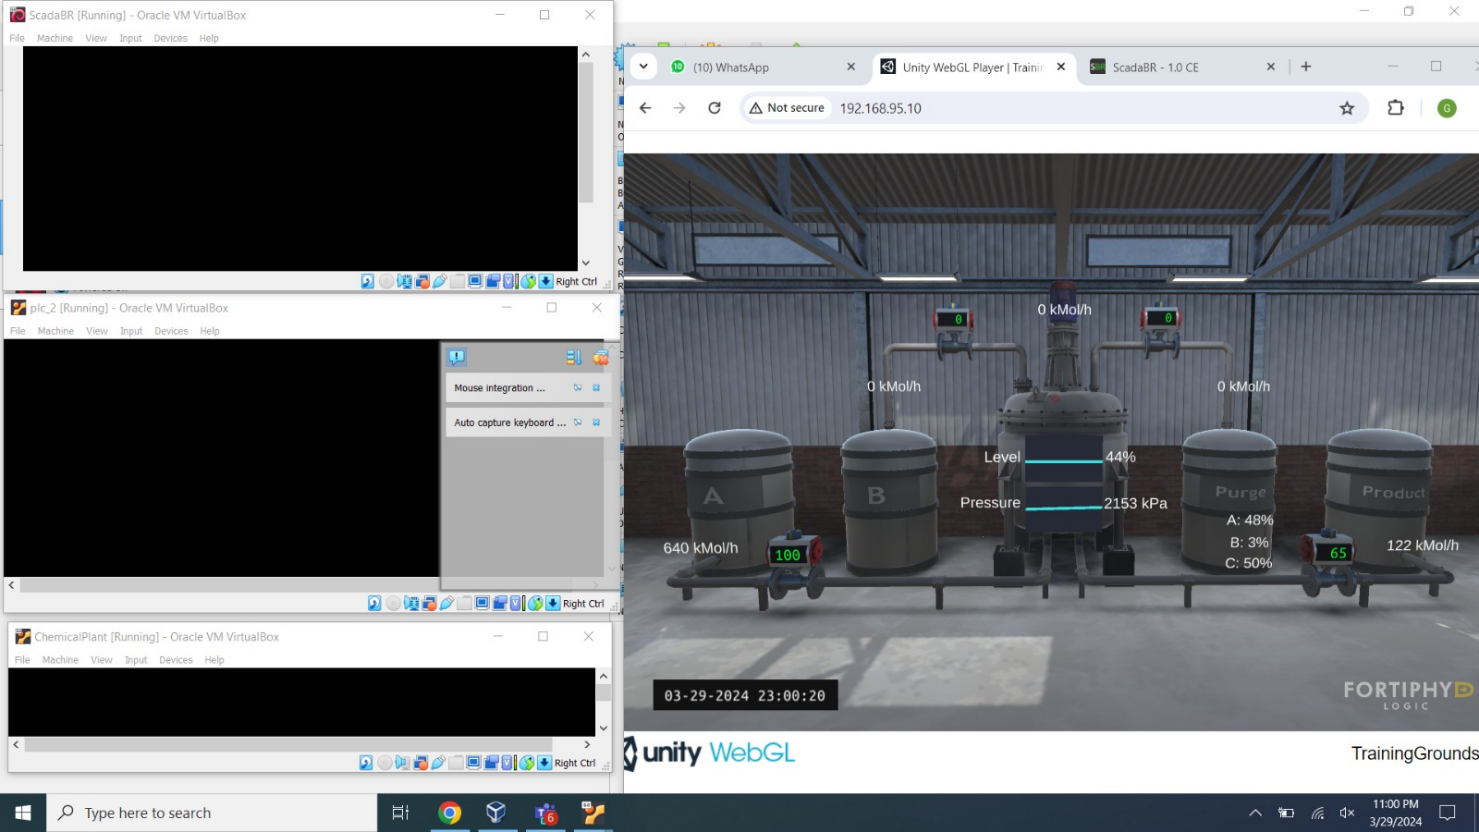 ScadaBR [Running] - Oracle VM VirtualBox
File Machine View Input Devices Help
Right Ctrl
plc_2 [Running] - Oracle VM VirtualBox
File Machine View Input Devices Help
Mouse integration ...
Auto capture keyboard ...
Right Ctrl
ChemicalPlant [Running] - Oracle VM VirtualBox
File Machine View Input Devices Help
Right Ctrl
(10) WhatsApp
Unity WebGL Player | Trainin
ScadaBR - 1.0 CE
Not secure 192.168.95.10
G
0 kMol/h
0
0
0 kMol/h
0 kMol/h
Level 44%
Pressure 2153 kPa
A
B
Purge
Product
A: 48%
B: 3%
C: 50%
640 kMol/h
100
65
122 kMol/h
03-29-2024 23:00:20
FORTIPHYD
LOGIC
unity WebGL
TrainingGrounds
Type here to search
6
11:00 PM
3/29/2024